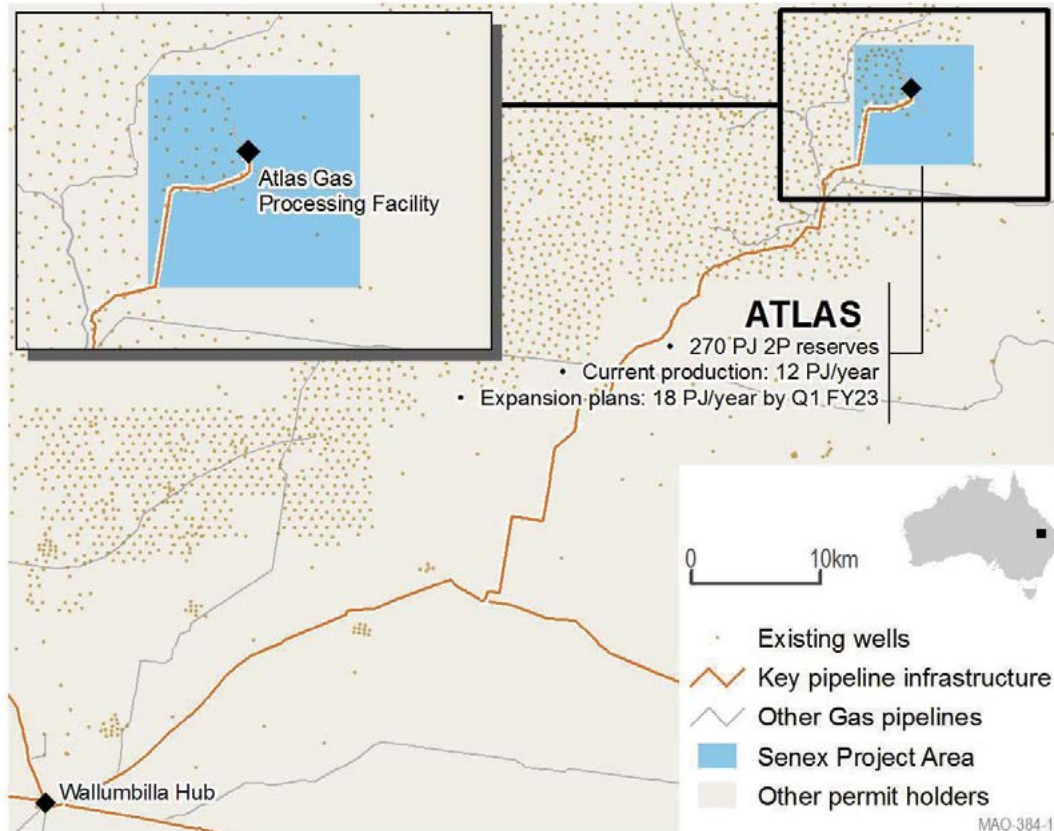 Atlas Gas
Processing Facility
ATLAS
• 270 PJ 2P reserves
• Current production: 12 PJ/year
• Expansion plans: 18 PJ/year by Q1 FY23
0 10km
Existing wells
Key pipeline infrastructure
Other Gas pipelines
Senex Project Area
Other permit holders
Wallumbilla Hub
MAO-384-1